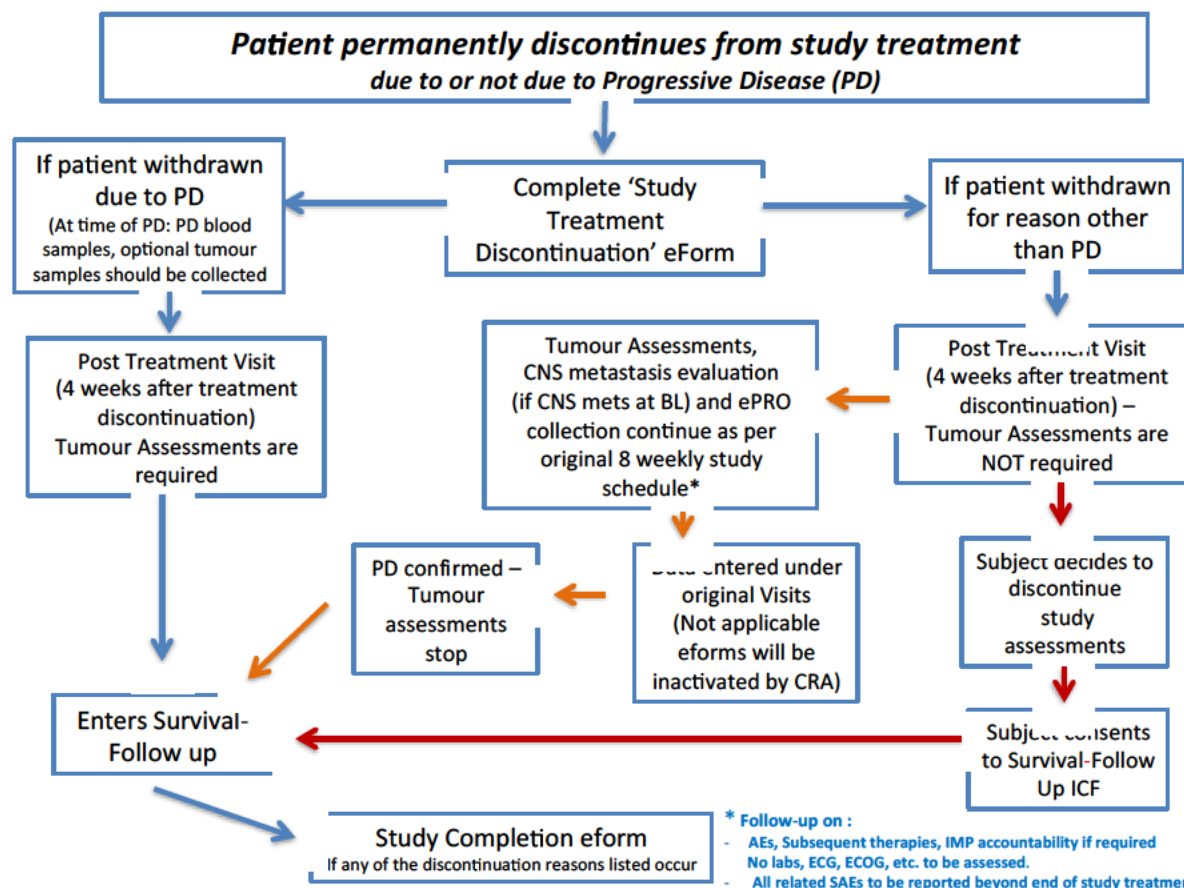 Patient permanently discontinues from study treatment
due to or not due to Progressive Disease (PD)
If patient withdrawn
due to PD
(At time of PD: PD blood
samples, optional tumour
samples should be collected
Complete ‘Study
Treatment
Discontinuation’ eForm
If patient withdrawn
for reason other
than PD
Post Treatment Visit
(4 weeks after treatment
discontinuation)
Tumour Assessments are
required
Tumour Assessments,
CNS metastasis evaluation
(if CNS mets at BL) and ePRO
collection continue as per
original 8 weekly study
schedule*
Post Treatment Visit
(4 weeks after treatment
discontinuation) –
Tumour Assessments are
NOT required
PD confirmed –
Tumour
assessments
stop
Data entered under
original Visits
(Not applicable
eforms will be
inactivated by CRA)
Subject decides to
discontinue
study
assessments
Enters Survival-
Follow up
Subject consents
to Survival-Follow
Up ICF
Study Completion eform
If any of the discontinuation reasons listed occur
* Follow-up on :
- AEs, Subsequent therapies, IMP accountability if required
No labs, ECG, ECOG, etc. to be assessed.
- All related SAEs to be reported beyond end of study treatment